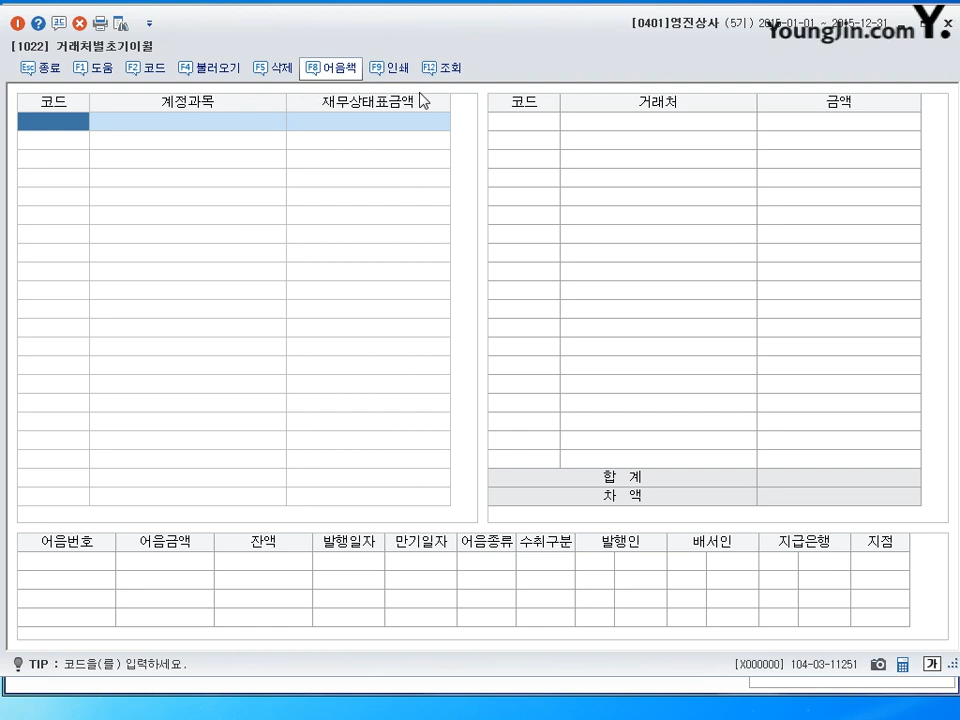 [0401]영진상사 (5기) 2015-01-01 ~ 2015-12-31
YoungJin.com Y.
[1022] 거래처별초기이월
Esc 종료 F1 도움 F2 코드 F4 불러오기 F5 삭제 F8 어음책 F9 인쇄 F12 조회
코드 계정과목 재무상태표금액 코드 거래처 금액
합 계
차 액
어음번호 어음금액 잔액 발행일자 만기일자 어음종류 수취구분 발행인 배서인 지급은행 지점
TIP : 코드을(를) 입력하세요.
[X000000] 104-03-11251 가